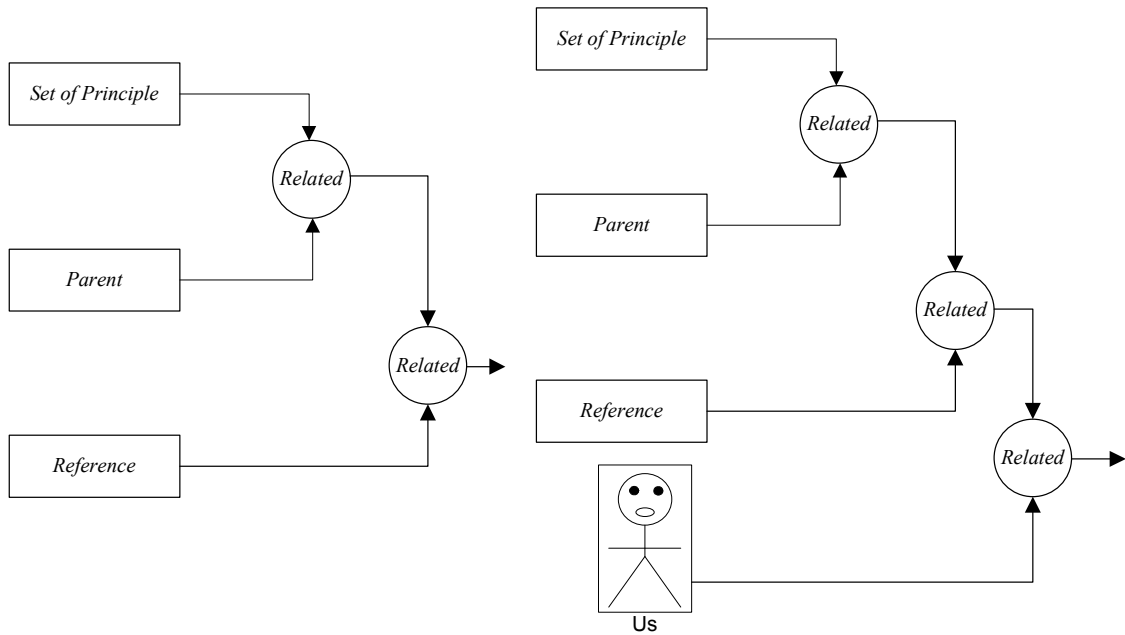 Set of Principle
Related
Parent
Related
Reference
Set of Principle
Related
Parent
Related
Reference
Related
Us